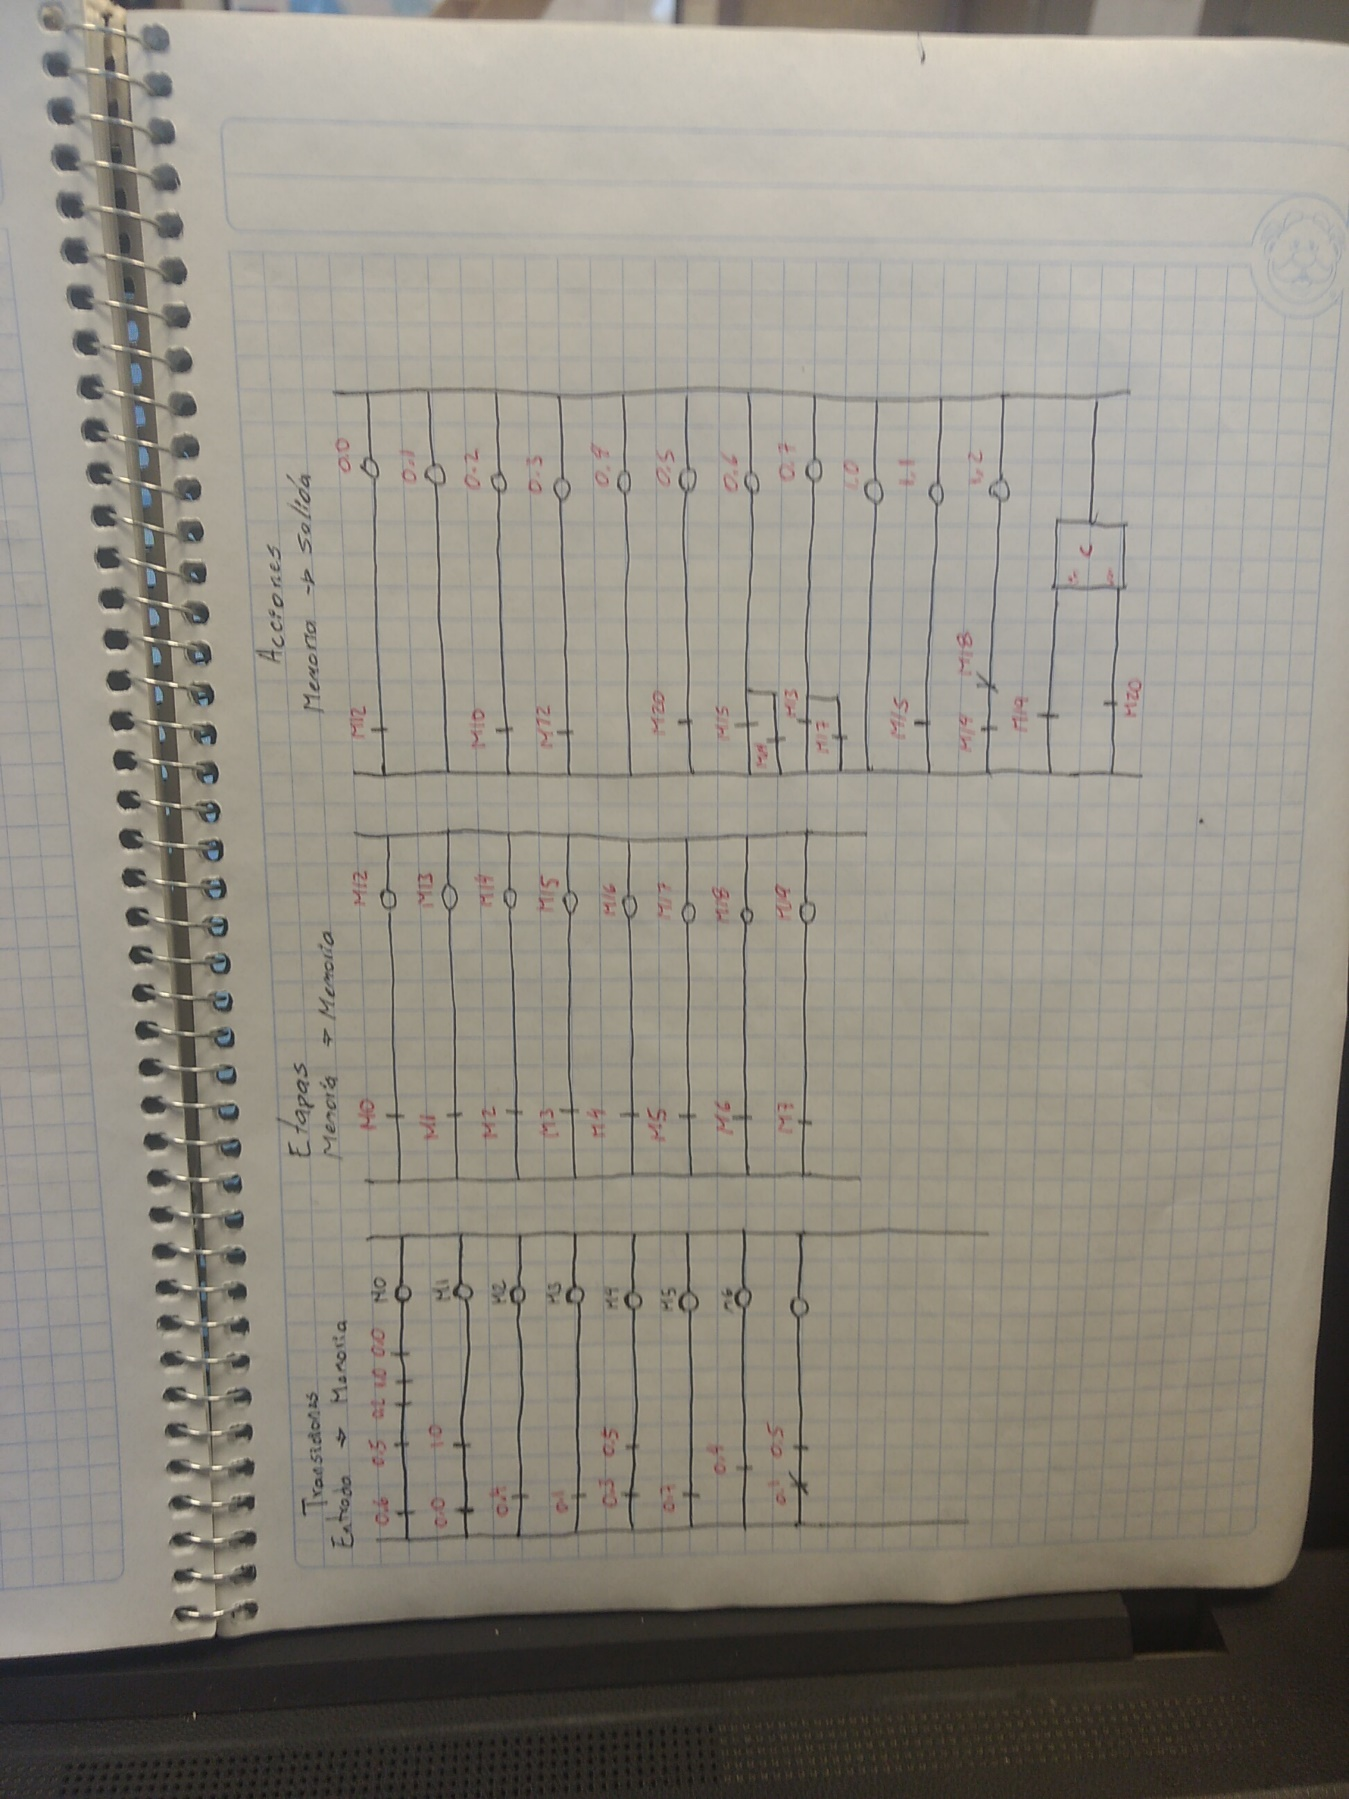 Transiciones
Entrada → Memoria
0.6 0.5 0.2 1.0 0.0 M0
0.0 1.0 M1
0.4 M2
0.1 M3
0.3 0.5 M4
0.7 M5
0.4 M6
0.1 0.5
Etapas
Memoria → Memoria
M0 M12
M1 M13
M2 M14
M3 M15
M4 M16
M5 M17
M6 M18
M7 M19
Acciones
Memoria → Salida
M12 0.0
0.1
M10 0.2
M12 0.3
0.4
M20 0.5
M15 0.6
M13 0.7
M17
1.0
M15 1.1
M14 M18 1.2
M19
C
M20